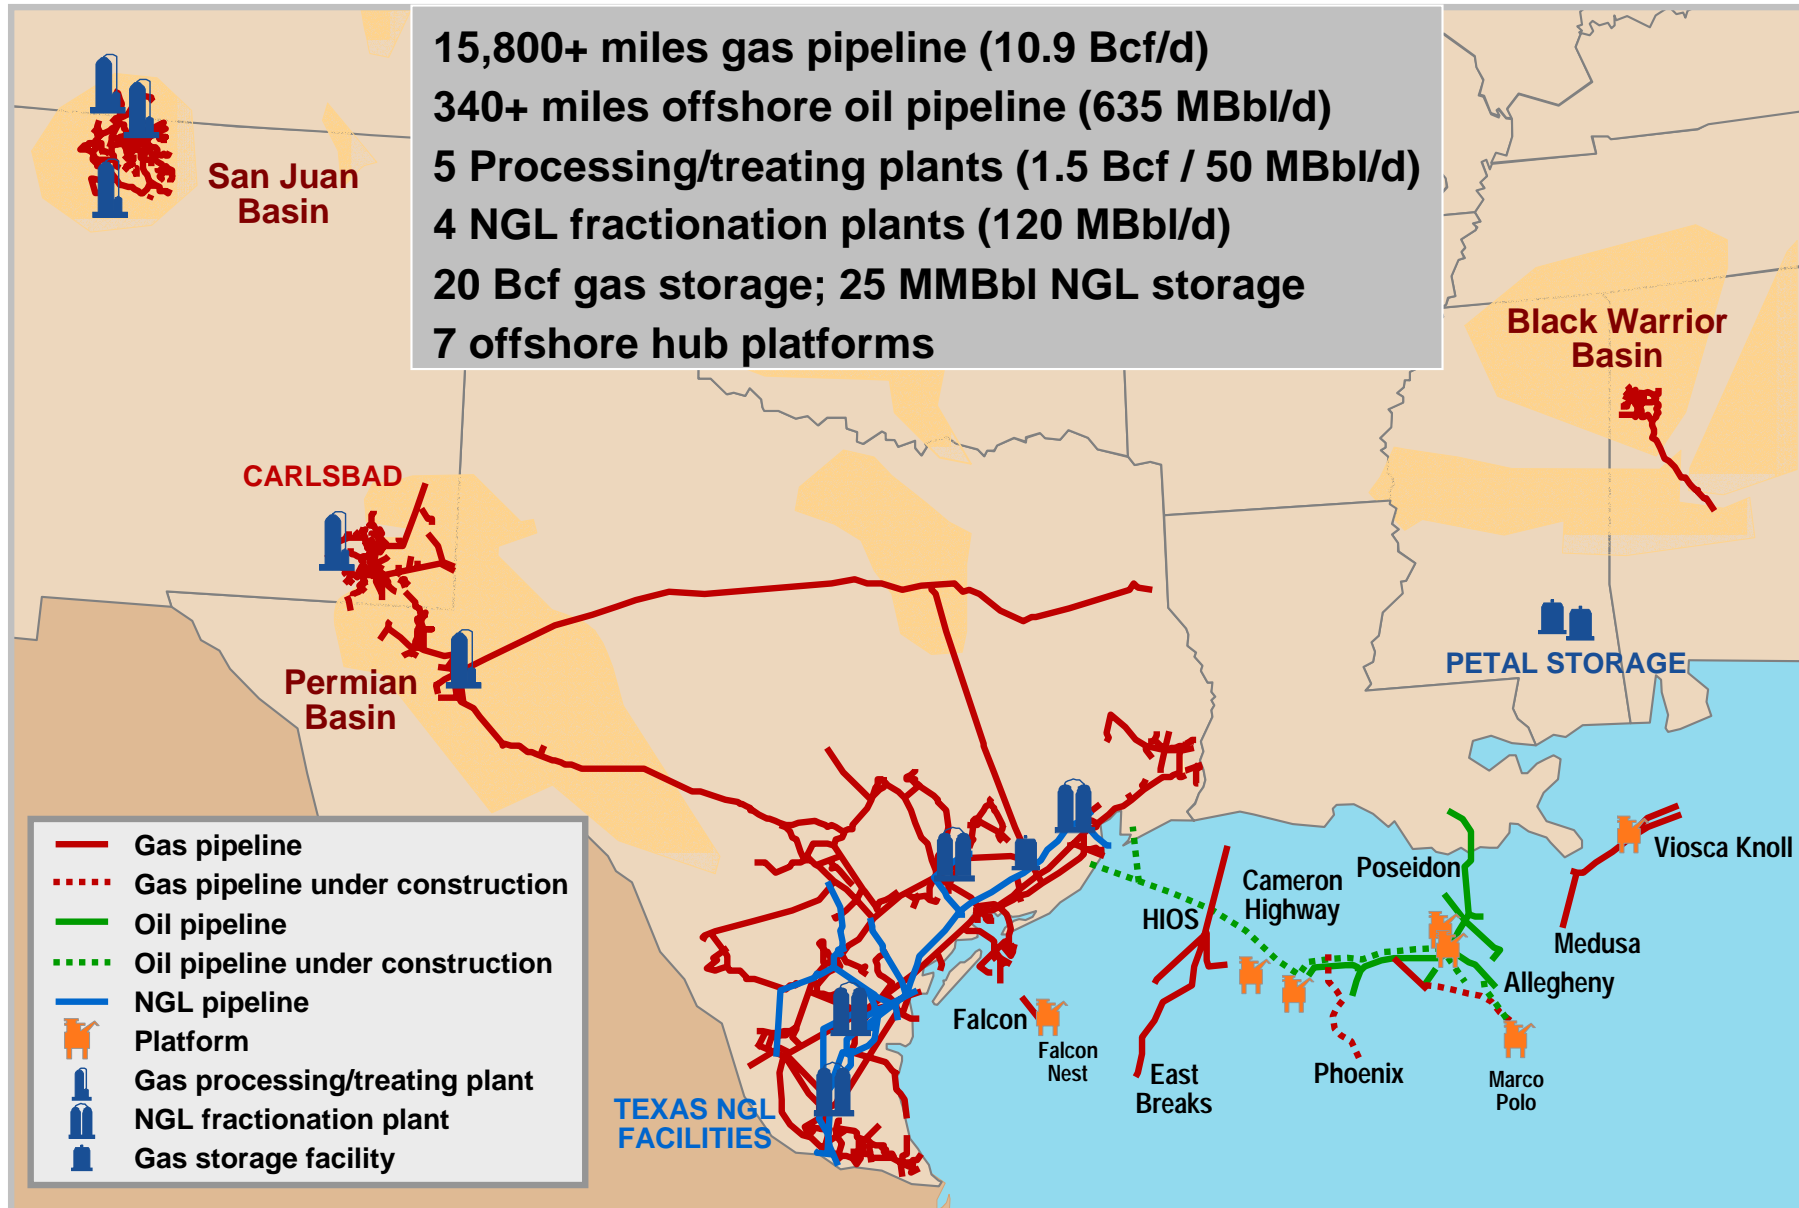 15,800+ miles gas pipeline (10.9 Bcf/d)
340+ miles offshore oil pipeline (635 MBbl/d)
5 Processing/treating plants (1.5 Bcf / 50 MBbl/d)
4 NGL fractionation plants (120 MBbl/d)
20 Bcf gas storage; 25 MMBbl NGL storage
7 offshore hub platforms
San Juan
Basin
Black Warrior
Basin
CARLSBAD
Permian
Basin
PETAL STORAGE
Gas pipeline
Gas pipeline under construction
Oil pipeline
Oil pipeline under construction
NGL pipeline
Platform
Gas processing/treating plant
NGL fractionation plant
Gas storage facility
TEXAS NGL
FACILITIES
Falcon
Falcon
Nest
HIOS
East
Breaks
Cameron
Highway
Poseidon
Phoenix
Allegheny
Marco
Polo
Medusa
Viosca Knoll